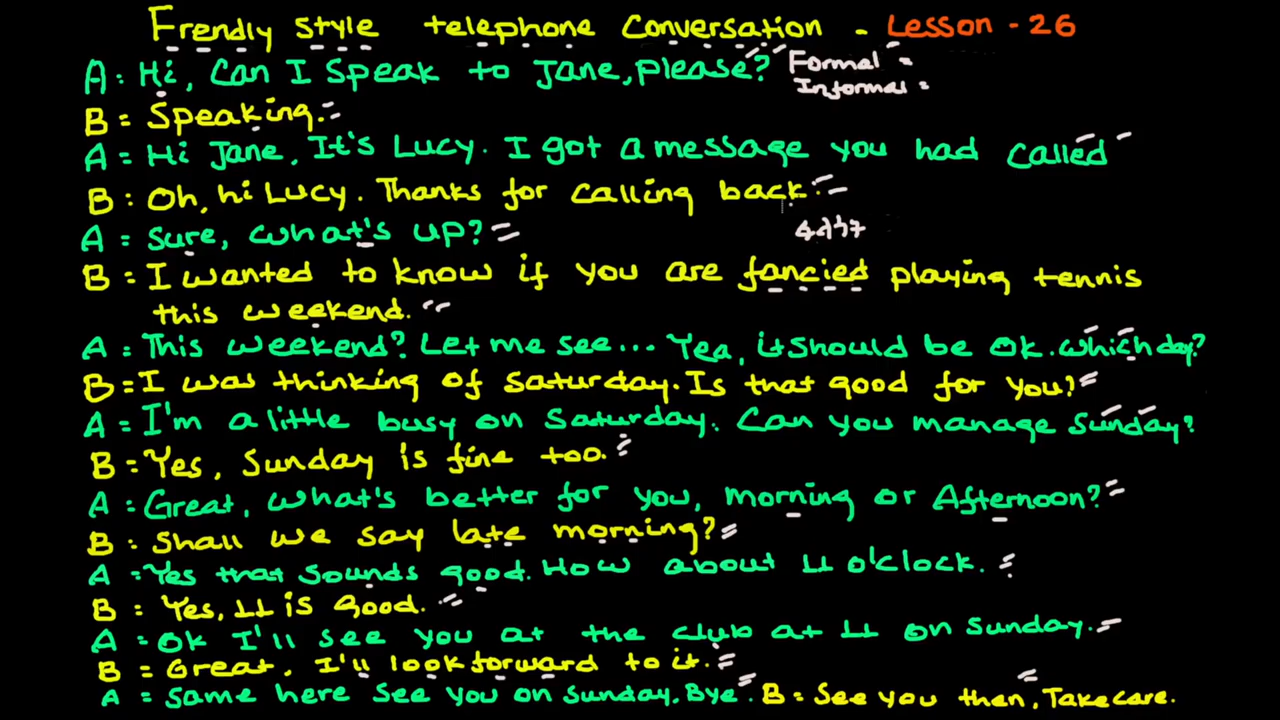 Frendly style telephone Conversation - Lesson - 26
A: Hi, Can I Speak to Jane, please? Formal =
Informal =
B = Speaking.
A = Hi Jane, It's Lucy. I got a message you had called
B: Oh, hi Lucy. Thanks for calling back.
A = Sure, what's up?
B = I wanted to know if you are fancied playing tennis
this weekend.
A = This weekend? Let me see... Yea, it should be OK. which day?
B = I was thinking of saturday. Is that good for you?
A = I'm a little busy on Saturday. Can you manage Sunday?
B = Yes, Sunday is fine too.
A: Great, what's better for you, morning or Afternoon?
B: Shall we say late morning?
A = Yes that sounds good. How about 11 o'clock.
B: Yes, 11 is good.
A = Ok I'll see you at the club at 11 on Sunday.
B = Great, I'll look forward to it.
A = Same here see you on Sunday. Bye. B = See you then, Take care.